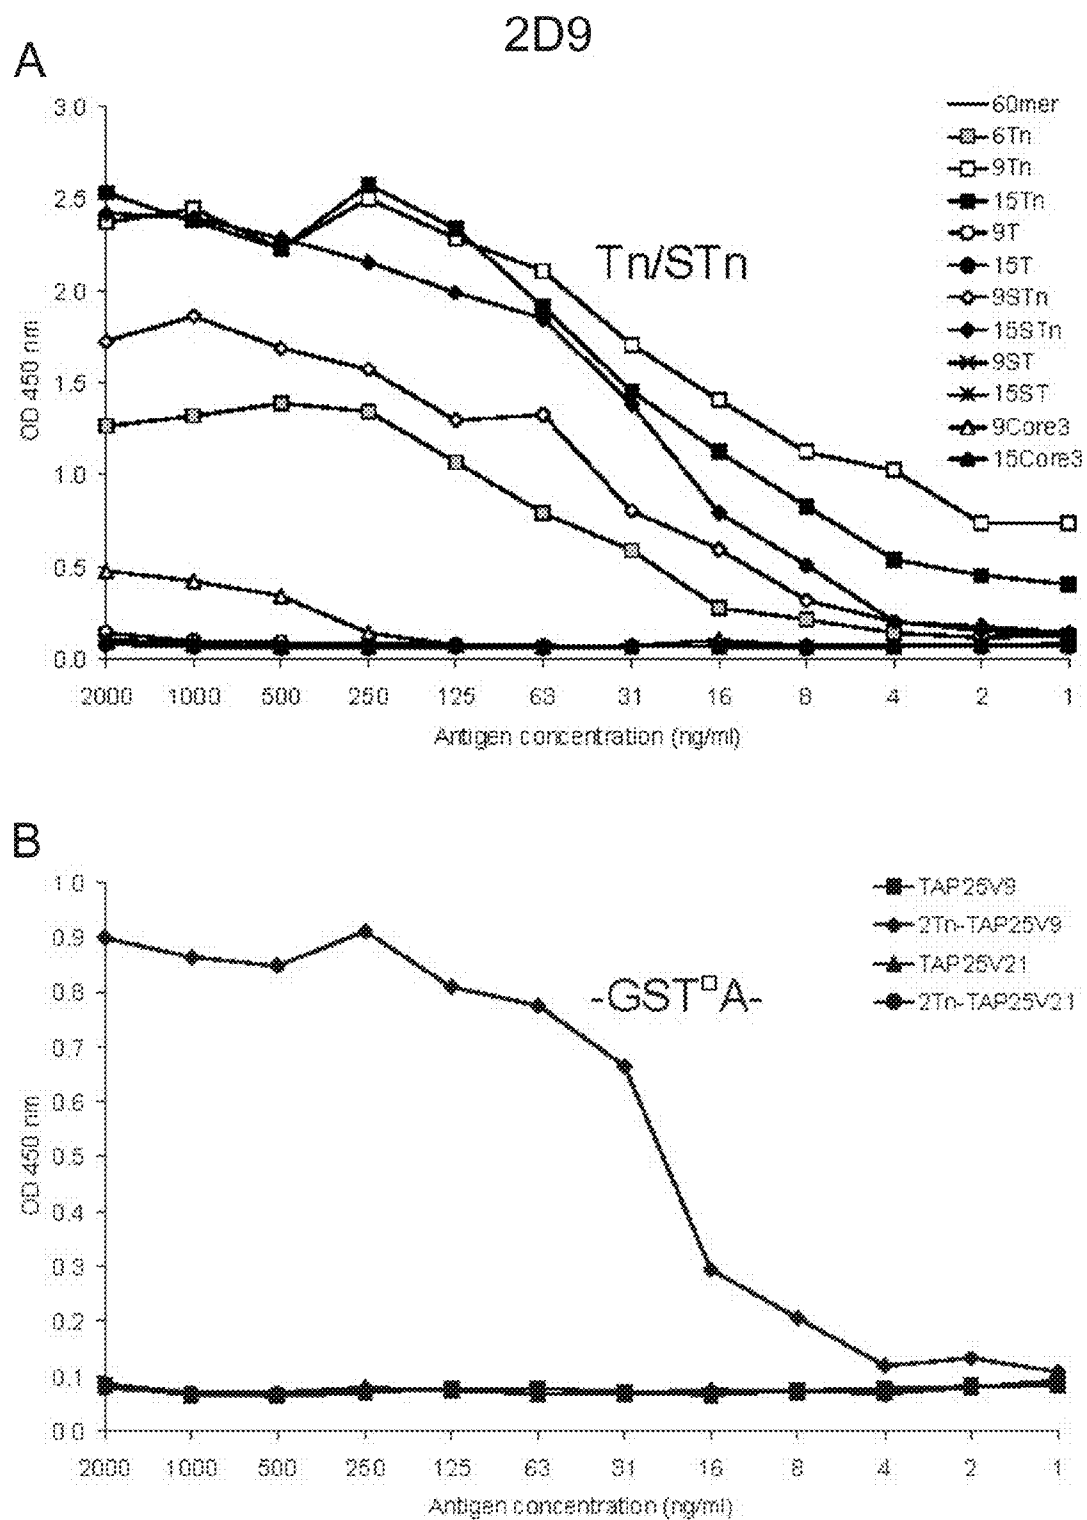 2D9
A
3.0
2.5
2.0
1.5
1.0
0.5
0.0
OD 450 nm
Tn/STn
60mer
6Tn
9Tn
15Tn
9T
15T
9STn
15STn
9ST
15ST
9Core3
15Core3
2000 1000 500 250 125 63 31 16 8 4 2 1
Antigen concentration (ng/ml)
B
1.0
0.9
0.8
0.7
0.6
0.5
0.4
0.3
0.2
0.1
0.0
OD 450 nm
-GST□A-
TAP25V9
2Tn-TAP25V9
TAP25V21
2Tn-TAP25V21
2000 1000 500 250 125 63 31 16 8 4 2 1
Antigen concentration (ng/ml)